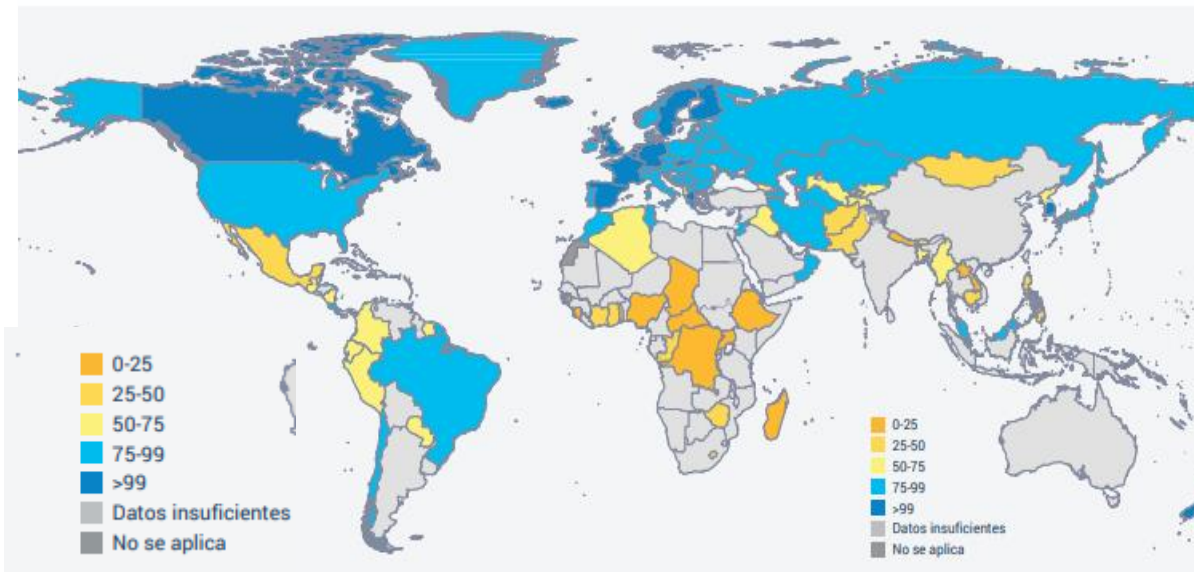 0-25
25-50
50-75
75-99
>99
Datos insuficientes
No se aplica
0-25
25-50
50-75
75-99
>99
Datos insuficientes
No se aplica